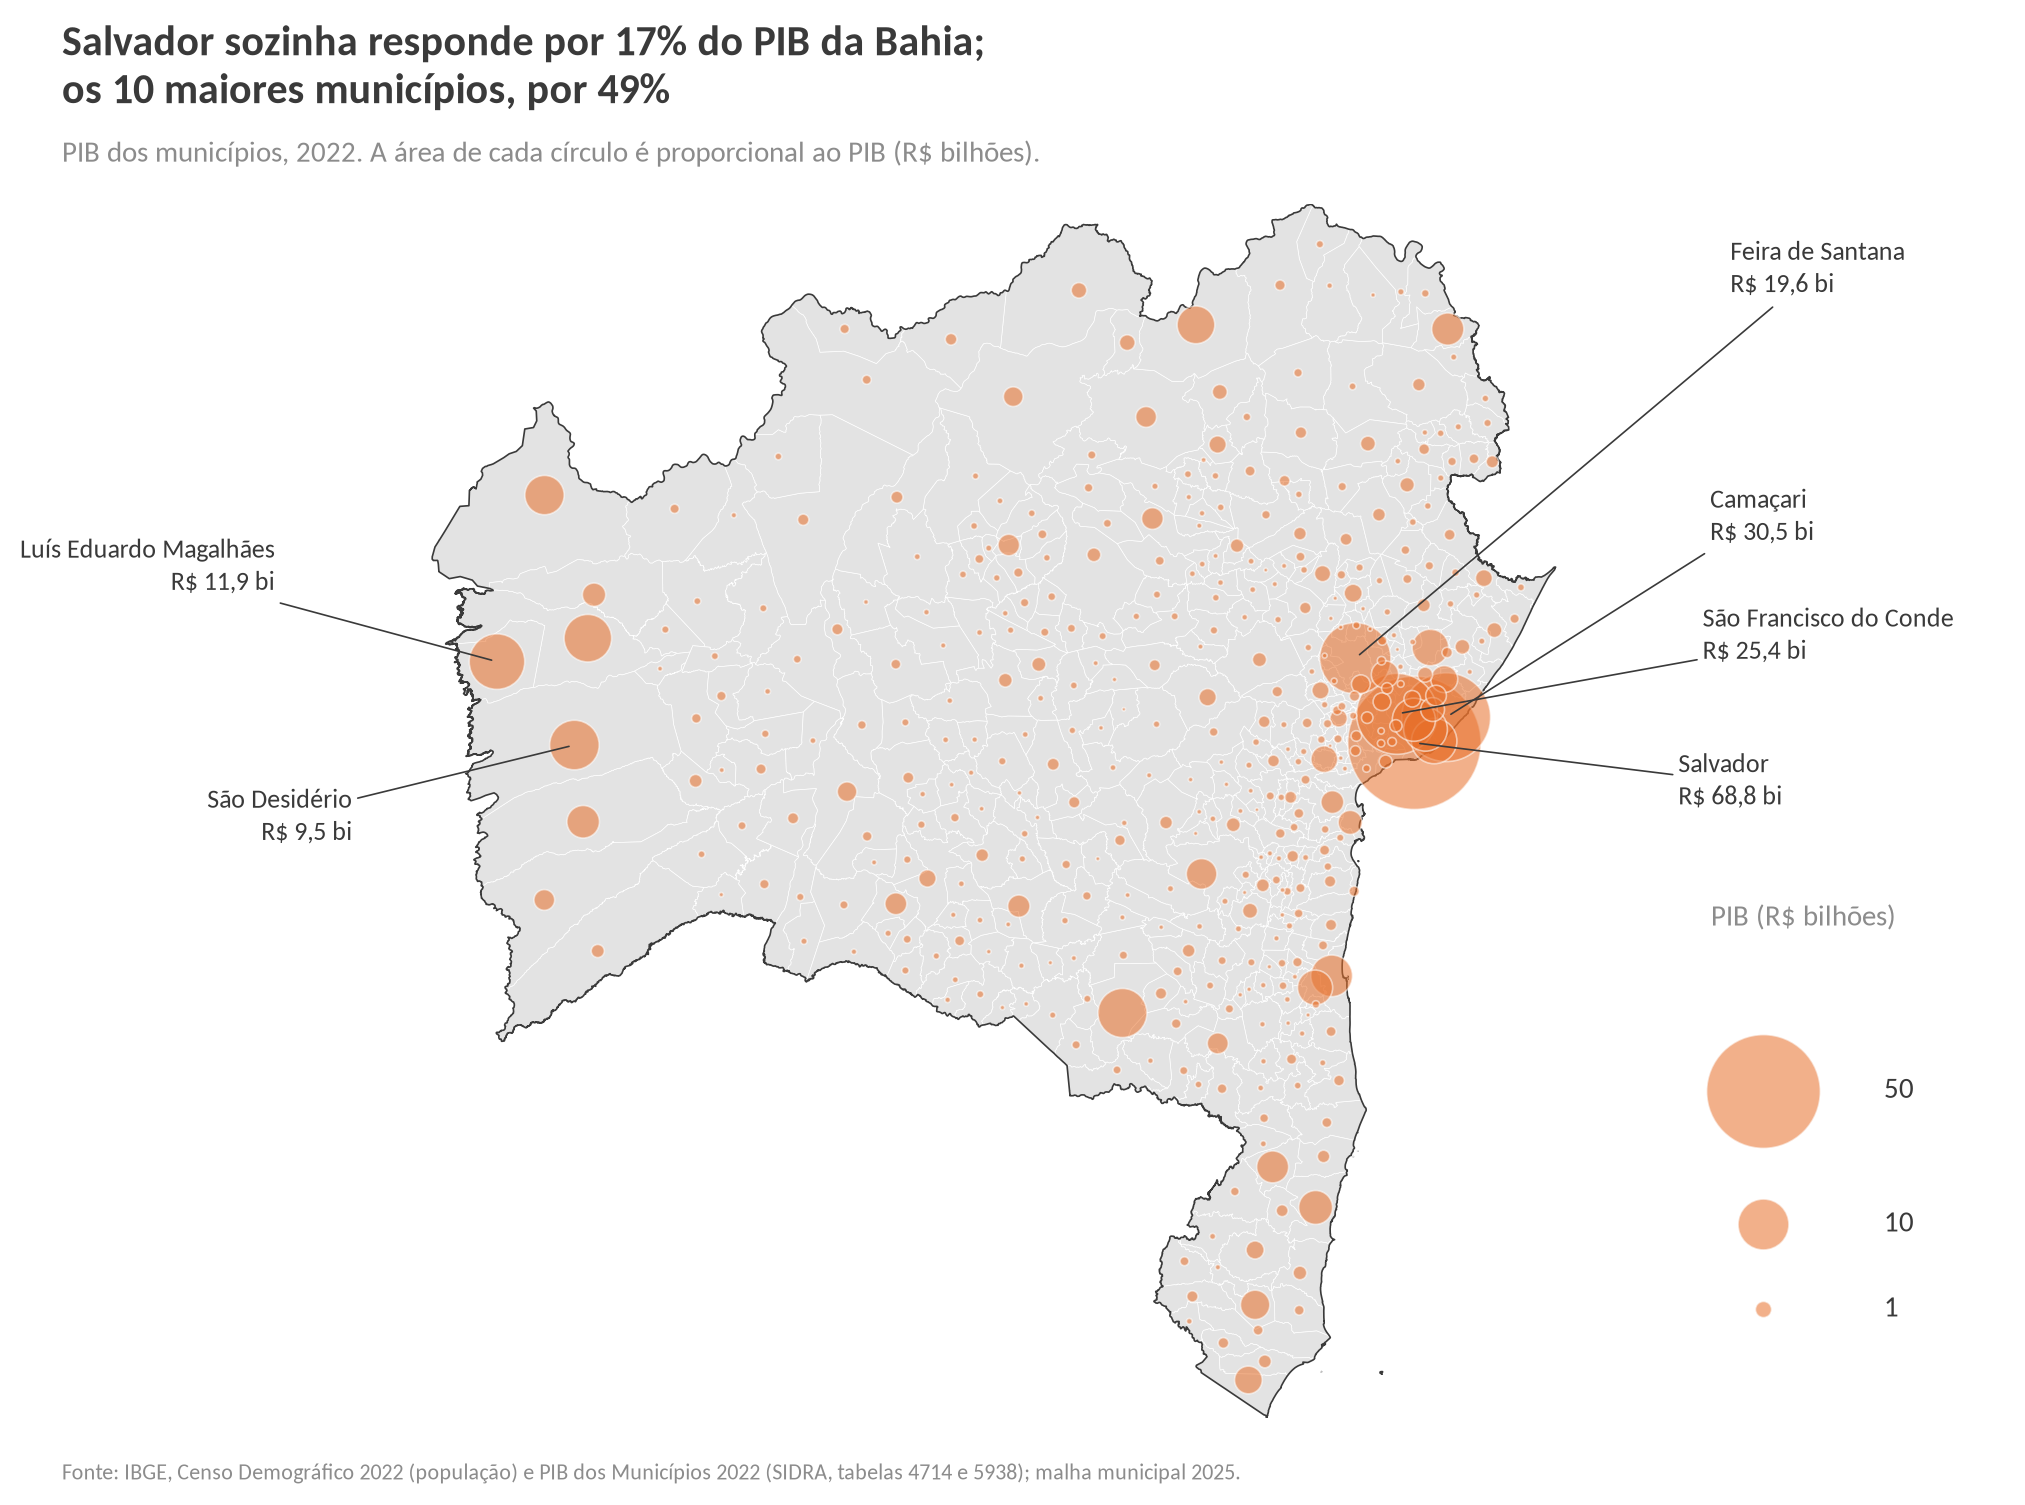 Salvador sozinha responde por 17% do PIB da Bahia;
os 10 maiores municípios, por 49%
PIB dos municípios, 2022. A área de cada círculo é proporcional ao PIB (R$ bilhões).
Feira de Santana
R$ 19,6 bi
Camaçari
R$ 30,5 bi
Luís Eduardo Magalhães
R$ 11,9 bi
São Francisco do Conde
R$ 25,4 bi
Salvador
R$ 68,8 bi
São Desidério
R$ 9,5 bi
PIB (R$ bilhões)
50
10
1
Fonte: IBGE, Censo Demográfico 2022 (população) e PIB dos Municípios 2022 (SIDRA, tabelas 4714 e 5938); malha municipal 2025.